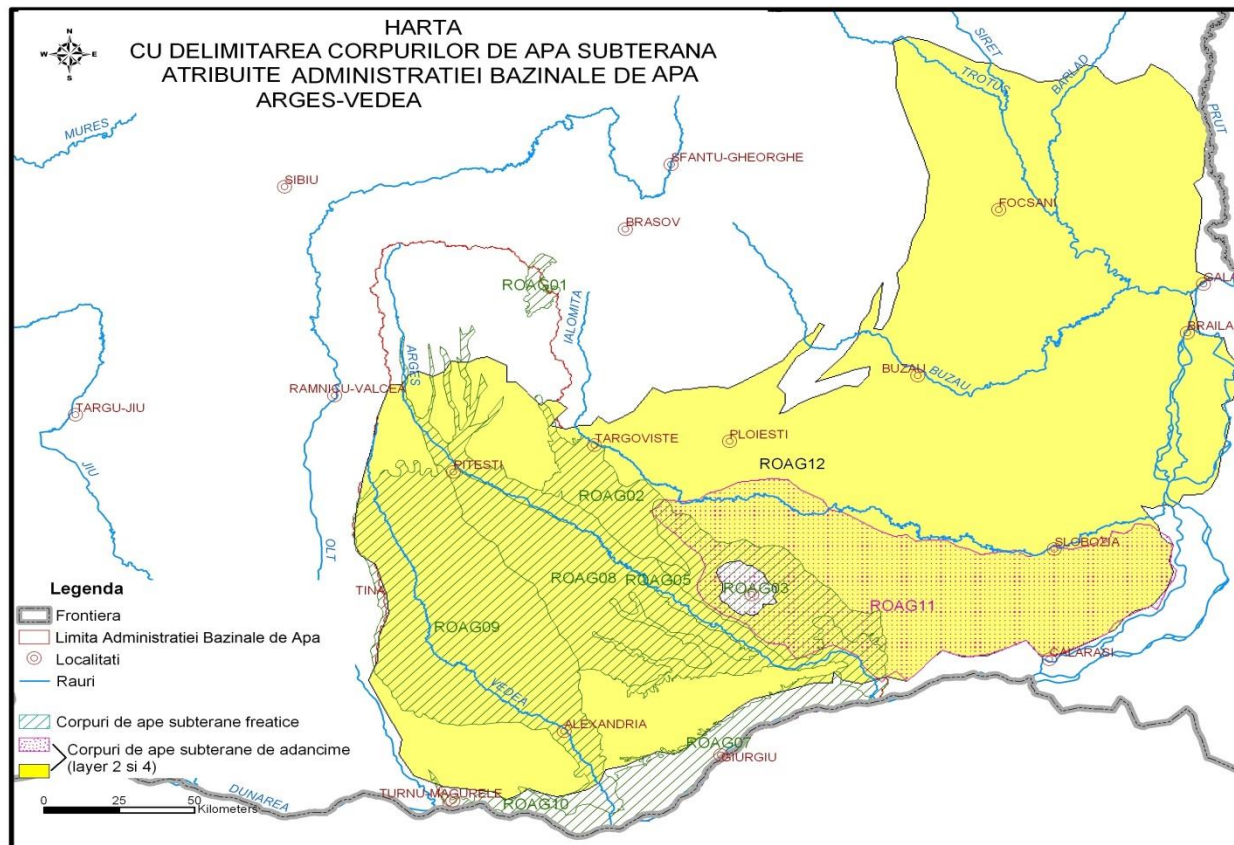 HARTA
CU DELIMITAREA CORPURILOR DE APA SUBTERANA
ATRIBUITE ADMINISTRATIEI BAZINALE DE APA
ARGES-VEDEA
N
W E
S
MURES
SIBIU
SFANTU-GHEORGHE
BRASOV
SIRET
TROTUS
BARLAD
PRUT
FOCSANI
GALA
BRAILA
ROAG01
IALOMITA
ARGES
RAMNICU-VALCEA
TARGU-JIU
JIU
OLT
BUZAU
BUZAU
TARGOVISTE
PLOIESTI
PITESTI
ROAG12
ROAG02
SLOBOZIA
ROAG08
ROAG05
ROAG03
ROAG11
TINA
ROAG09
CALARASI
VEDEA
ALEXANDRIA
ROAG07
GIURGIU
TURNU-MAGURELE
ROAG10
DUNAREA
Legenda
Frontiera
Limita Administratiei Bazinale de Apa
Localitati
Rauri
Corpuri de ape subterane freatice
Corpuri de ape subterane de adancime
(layer 2 si 4)
0 25 50
Kilometers